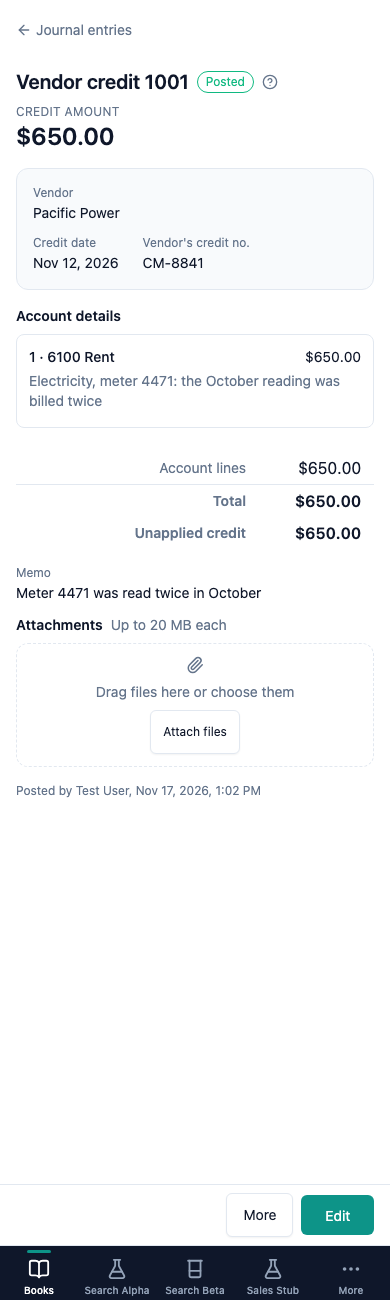 Journal entries
Vendor credit 1001 Posted
CREDIT AMOUNT
$650.00
Vendor
Pacific Power
Credit date Vendor's credit no.
Nov 12, 2026 CM-8841
Account details
1 · 6100 Rent $650.00
Electricity, meter 4471: the October reading was
billed twice
Account lines $650.00
Total $650.00
Unapplied credit $650.00
Memo
Meter 4471 was read twice in October
Attachments Up to 20 MB each
Drag files here or choose them
Attach files
Posted by Test User, Nov 17, 2026, 1:02 PM
More Edit
Books Search Alpha Search Beta Sales Stub More